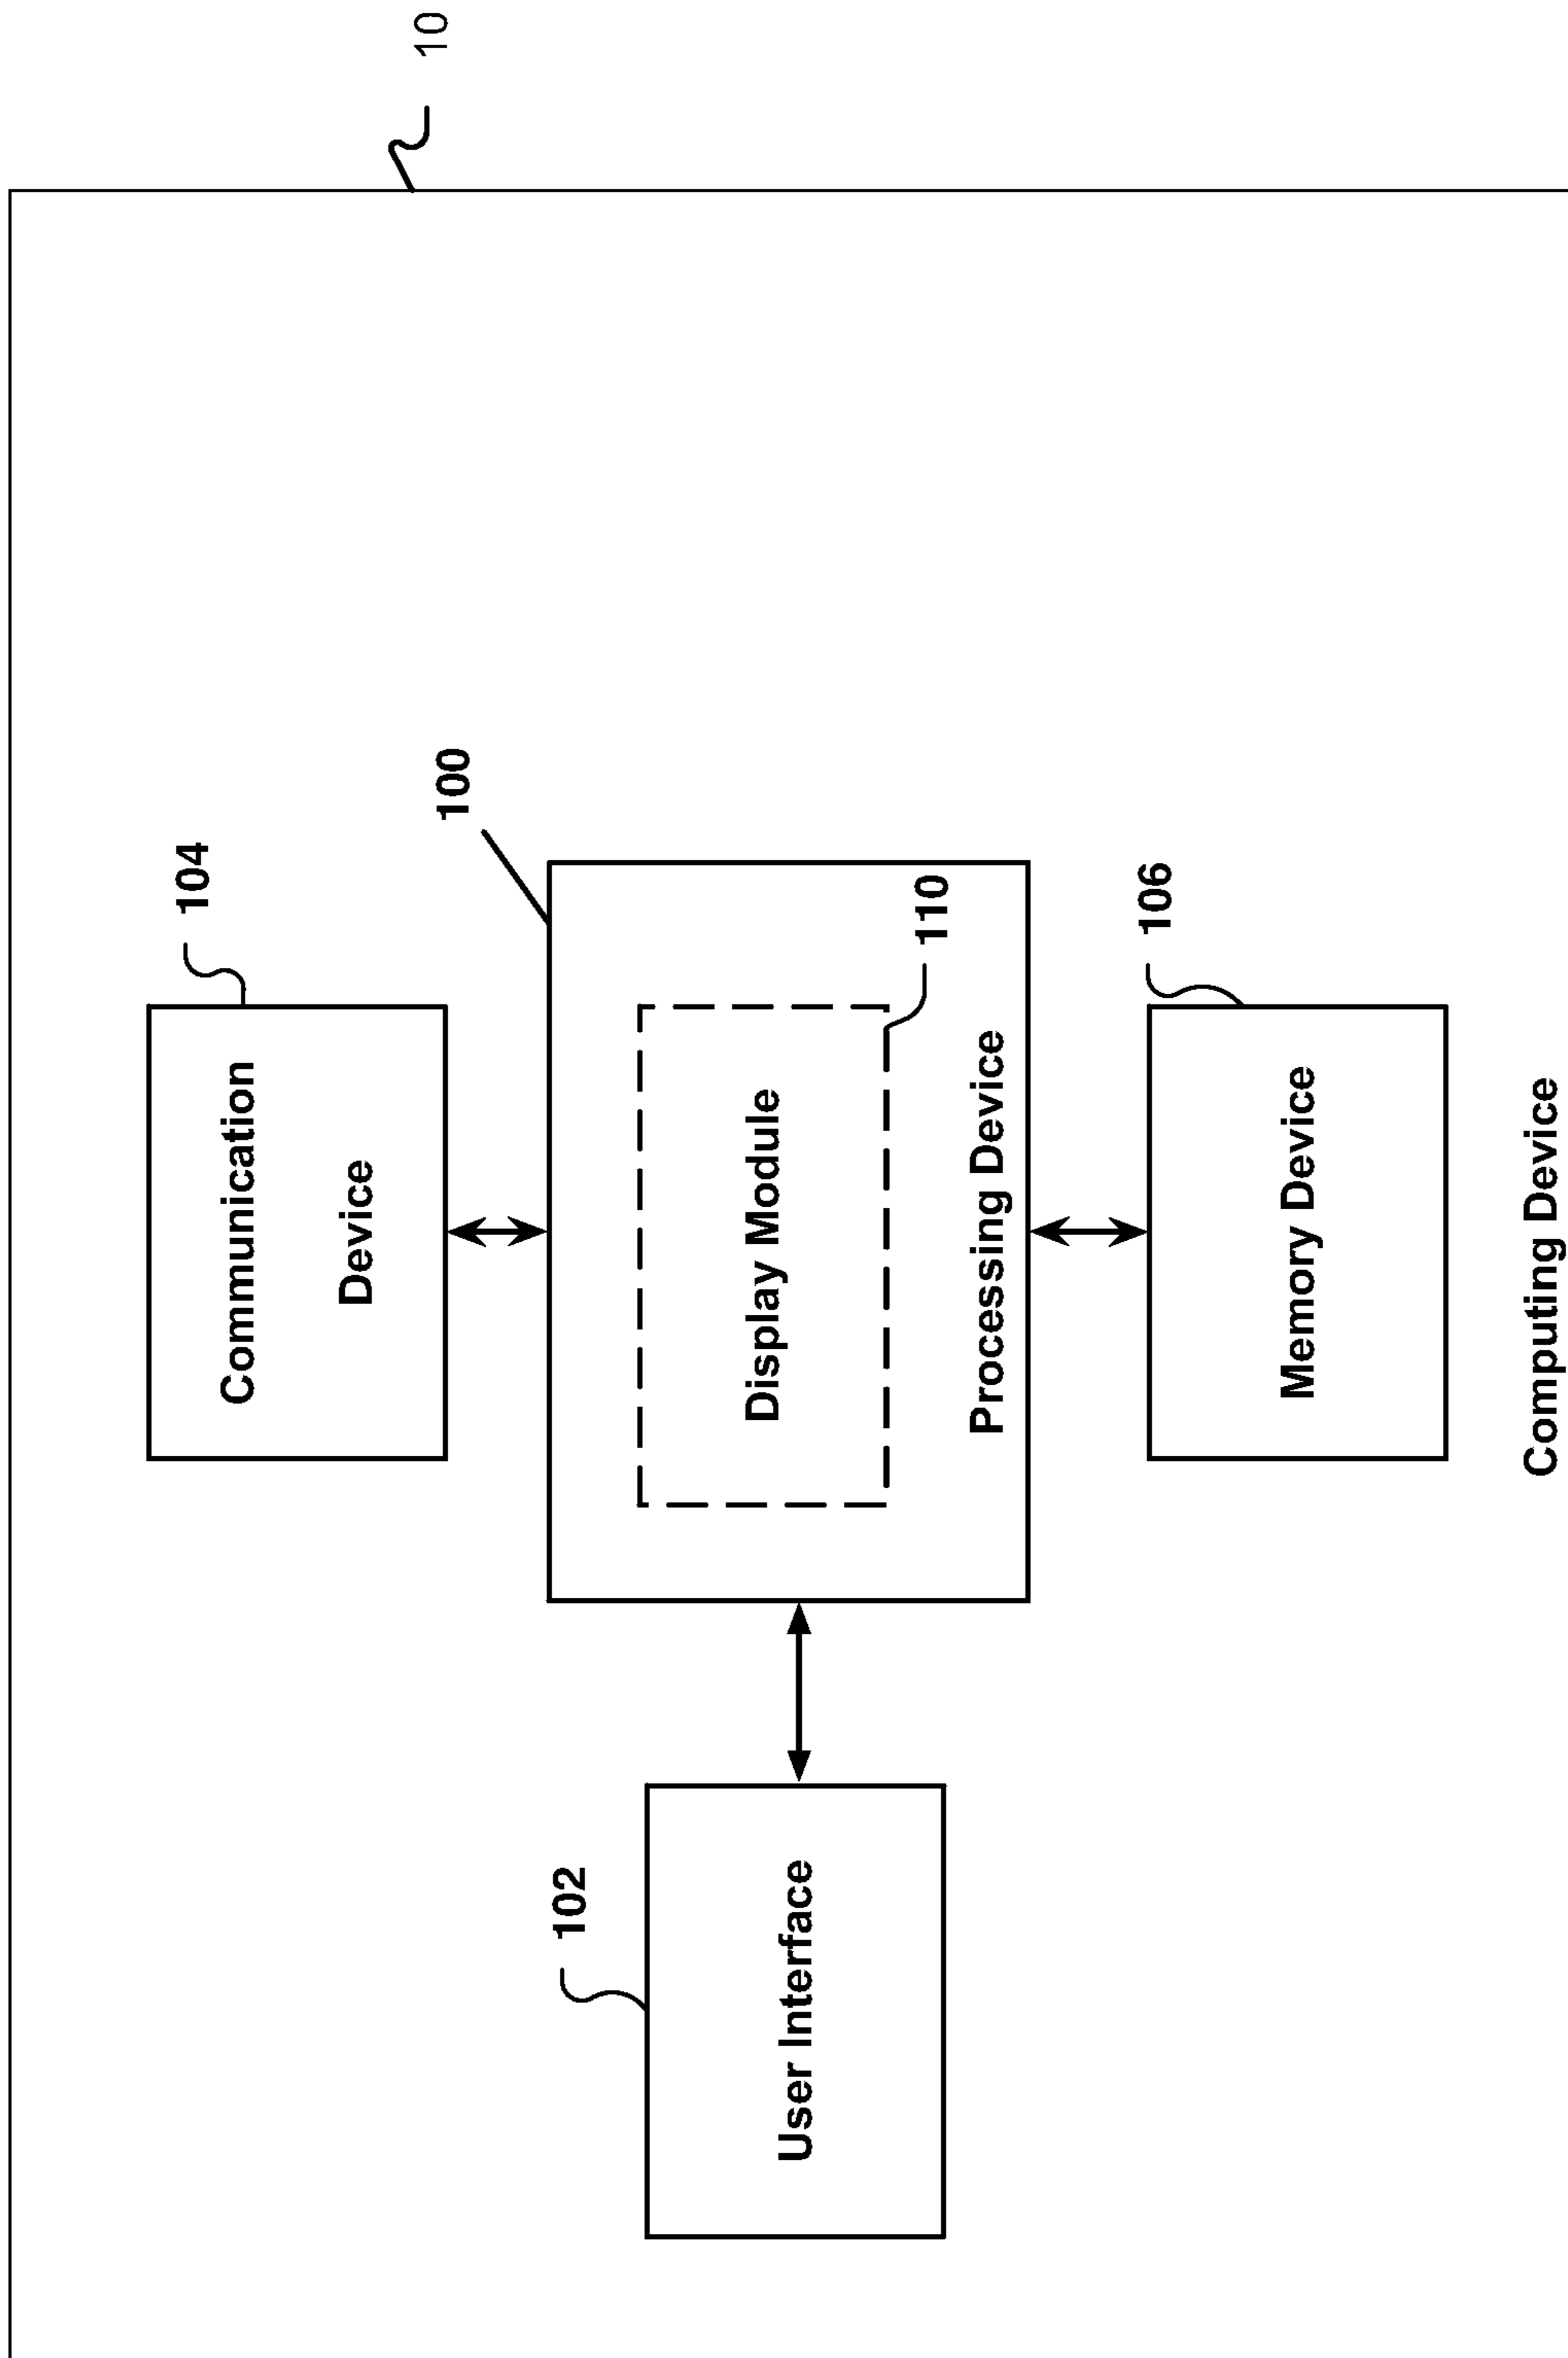 10
104
Communication
Device
100
Display Module
110
Processing Device
102
User Interface
106
Memory Device
Computing Device